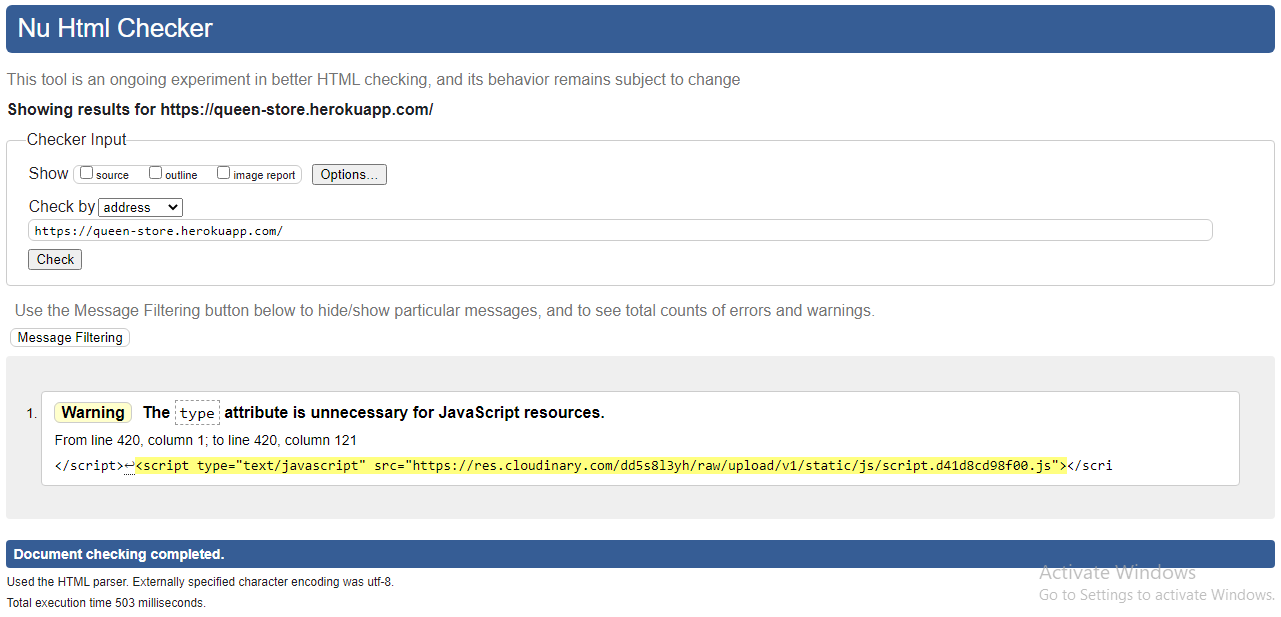 Nu Html Checker
This tool is an ongoing experiment in better HTML checking, and its behavior remains subject to change
Showing results for https://queen-store.herokuapp.com/
Checker Input
Show source outline image report Options...
Check by address
https://queen-store.herokuapp.com/
Check
Use the Message Filtering button below to hide/show particular messages, and to see total counts of errors and warnings.
Message Filtering
1. Warning The type attribute is unnecessary for JavaScript resources.
From line 420, column 1; to line 420, column 121
</script>↩<script type="text/javascript" src="https://res.cloudinary.com/dd5s8l3yh/raw/upload/v1/static/js/script.d41d8cd98f00.js"></scri
Document checking completed.
Used the HTML parser. Externally specified character encoding was utf-8.
Total execution time 503 milliseconds.
Activate Windows
Go to Settings to activate Windows.